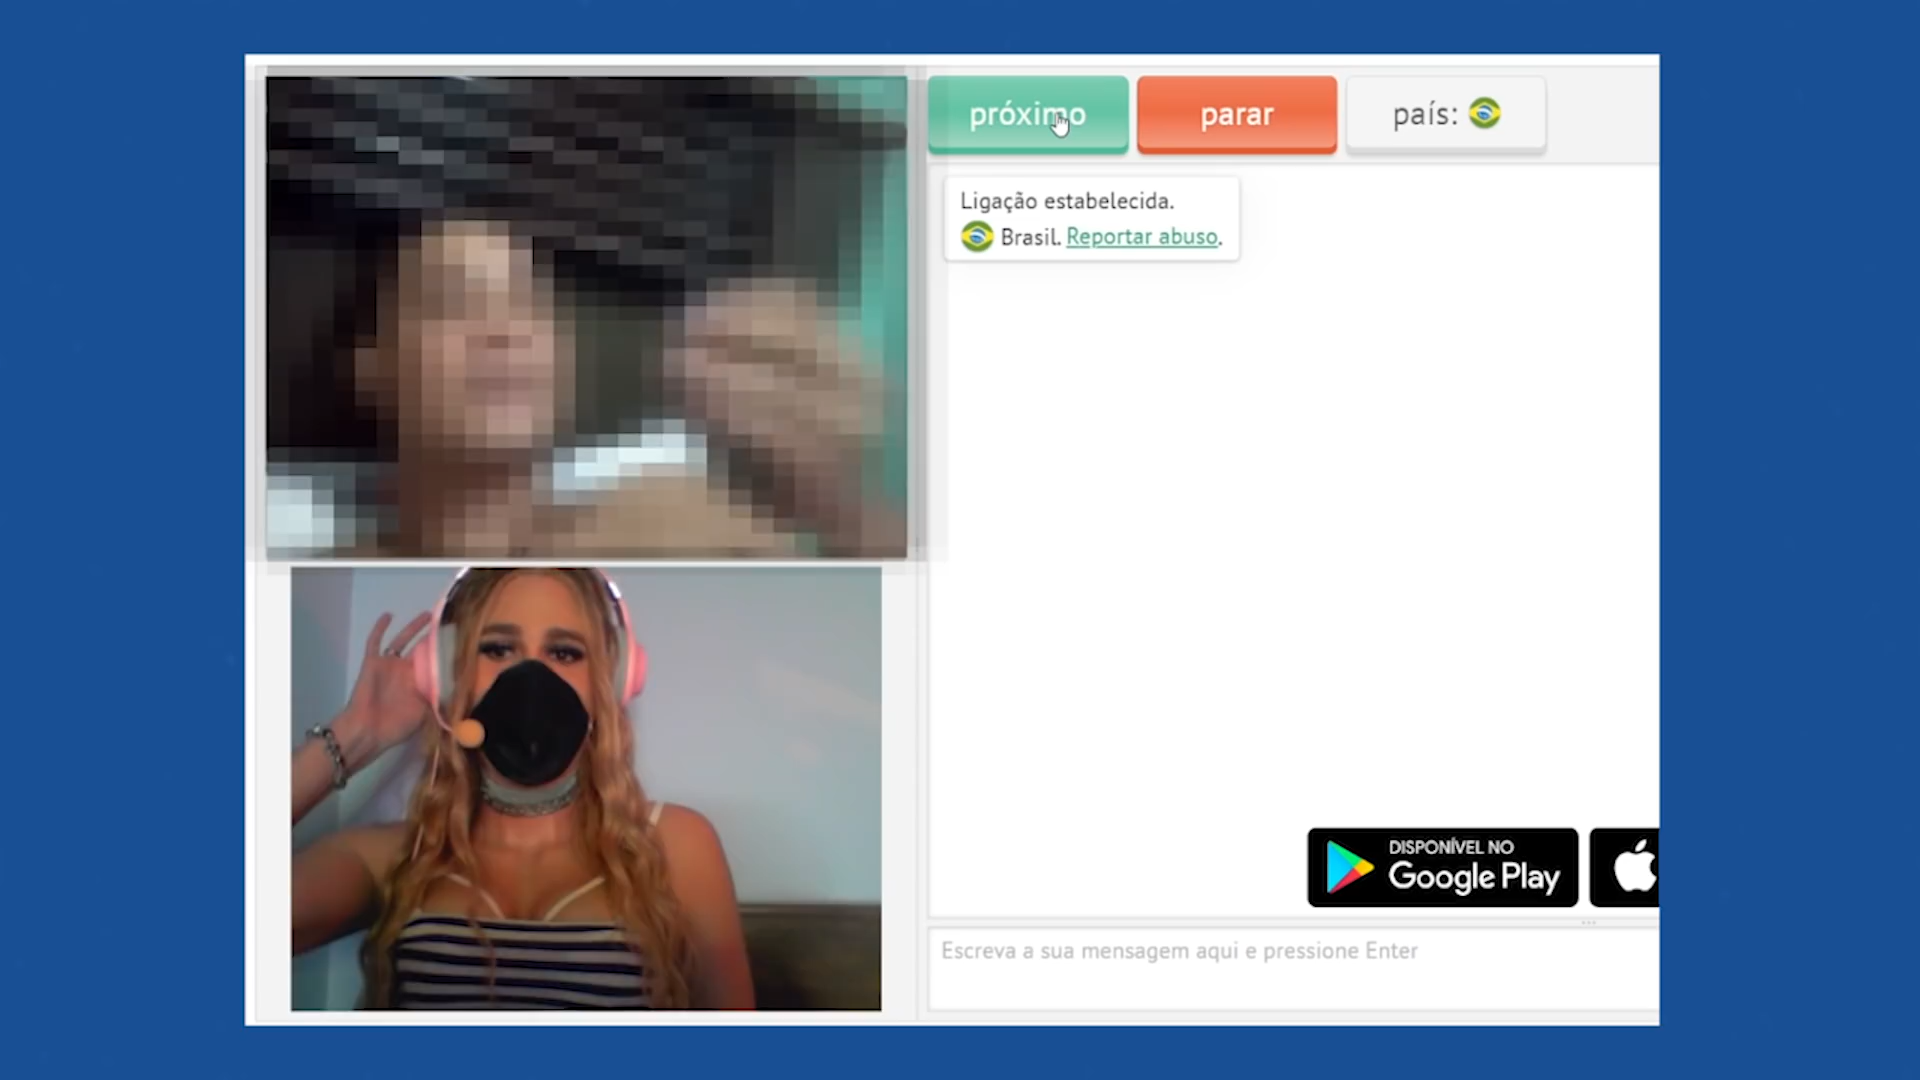 próximo
parar
país:
Ligação estabelecida.
Brasil. Reportar abuso.
DISPONÍVEL NO
Google Play
Escreva a sua mensagem aqui e pressione Enter